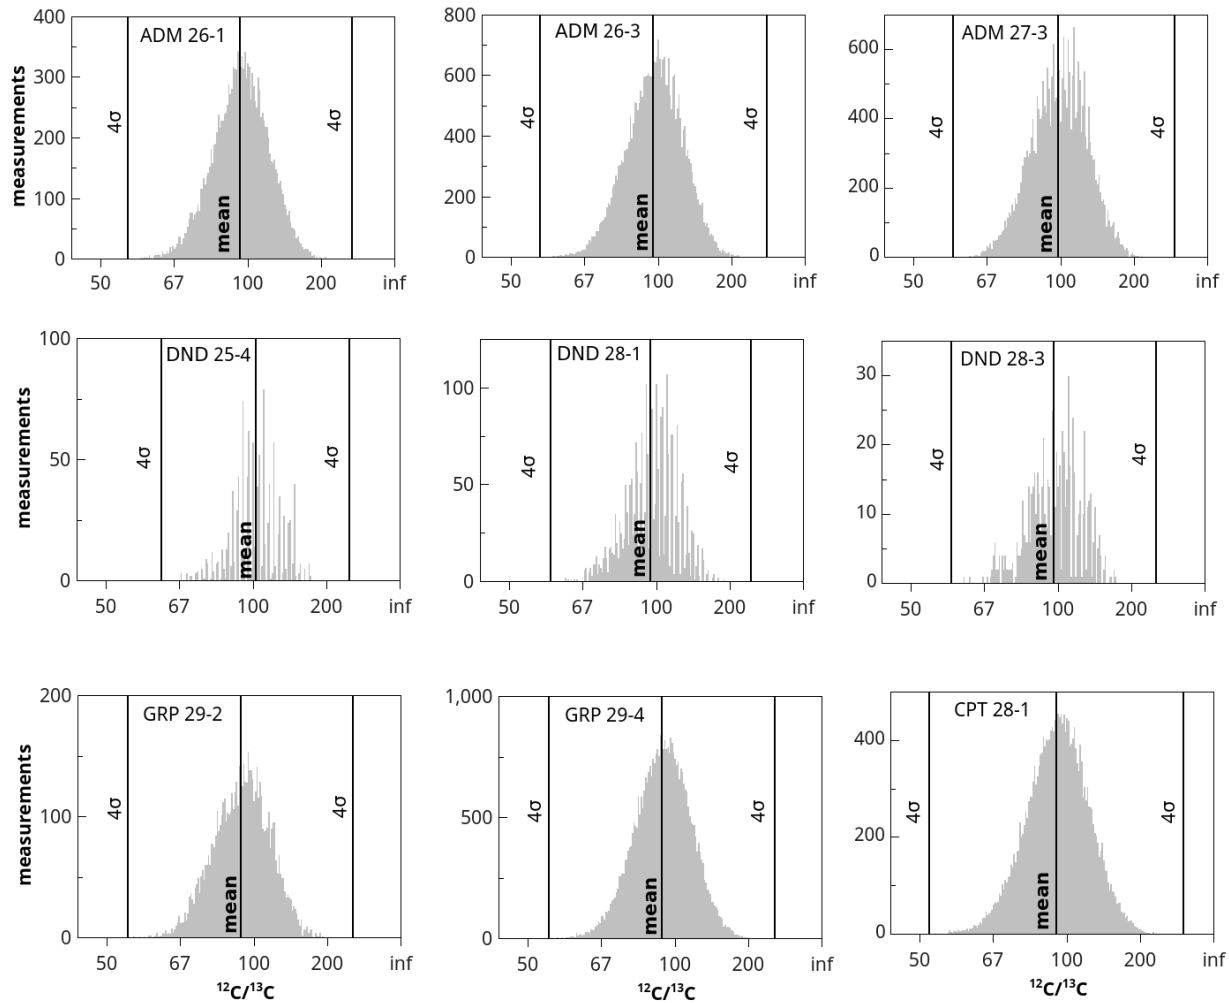 ADM 26-1
400
300
200
100
0
measurements
4σ
mean
4σ
50 67 100 200 inf
ADM 26-3
800
600
400
200
0
4σ
mean
4σ
50 67 100 200 inf
ADM 27-3
600
400
200
0
4σ
mean
4σ
50 67 100 200 inf
DND 25-4
100
50
0
measurements
4σ
mean
4σ
50 67 100 200 inf
DND 28-1
100
50
0
4σ
mean
4σ
50 67 100 200 inf
DND 28-3
30
20
10
0
4σ
mean
4σ
50 67 100 200 inf
GRP 29-2
200
100
0
measurements
4σ
mean
4σ
50 67 100 200 inf
¹²C/¹³C
GRP 29-4
1,000
500
0
4σ
mean
4σ
50 67 100 200 inf
¹²C/¹³C
CPT 28-1
400
200
0
4σ
mean
4σ
50 67 100 200 inf
¹²C/¹³C